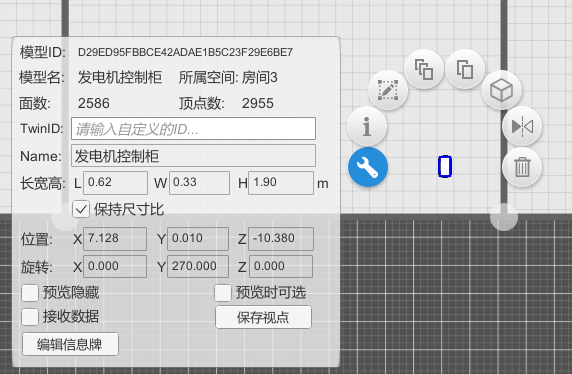 模型ID: D29ED95FBBCE42ADAE1B5C23F29E6BE7
模型名: 发电机控制柜 所属空间: 房间3
面数: 2586 顶点数: 2955
TwinID: 请输入自定义的ID...
Name: 发电机控制柜
长宽高: L 0.62 W 0.33 H 1.90 m
保持尺寸比
位置: X 7.128 Y 0.010 Z -10.380
旋转: X 0.000 Y 270.000 Z 0.000
预览隐藏 预览时可选
接收数据 保存视点
编辑信息牌